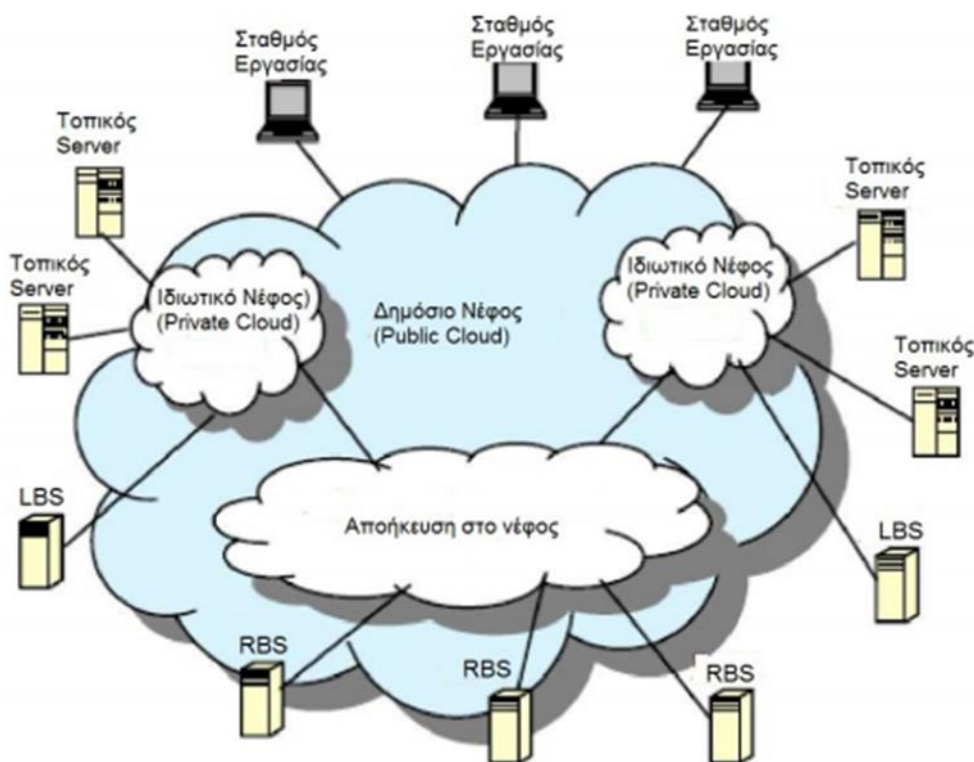 Σταθμός
Εργασίας
Σταθμός
Εργασίας
Σταθμός
Εργασίας
Τοπικός
Server
Τοπικός
Server
Τοπικός
Server
Ιδιωτικό Νέφος)
(Private Cloud)
Δημόσιο Νέφος
(Public Cloud)
Ιδιωτικό Νέφος
(Private Cloud)
Τοπικός
Server
LBS
Αποήκευση στο νέφος
LBS
RBS
RBS
RBS